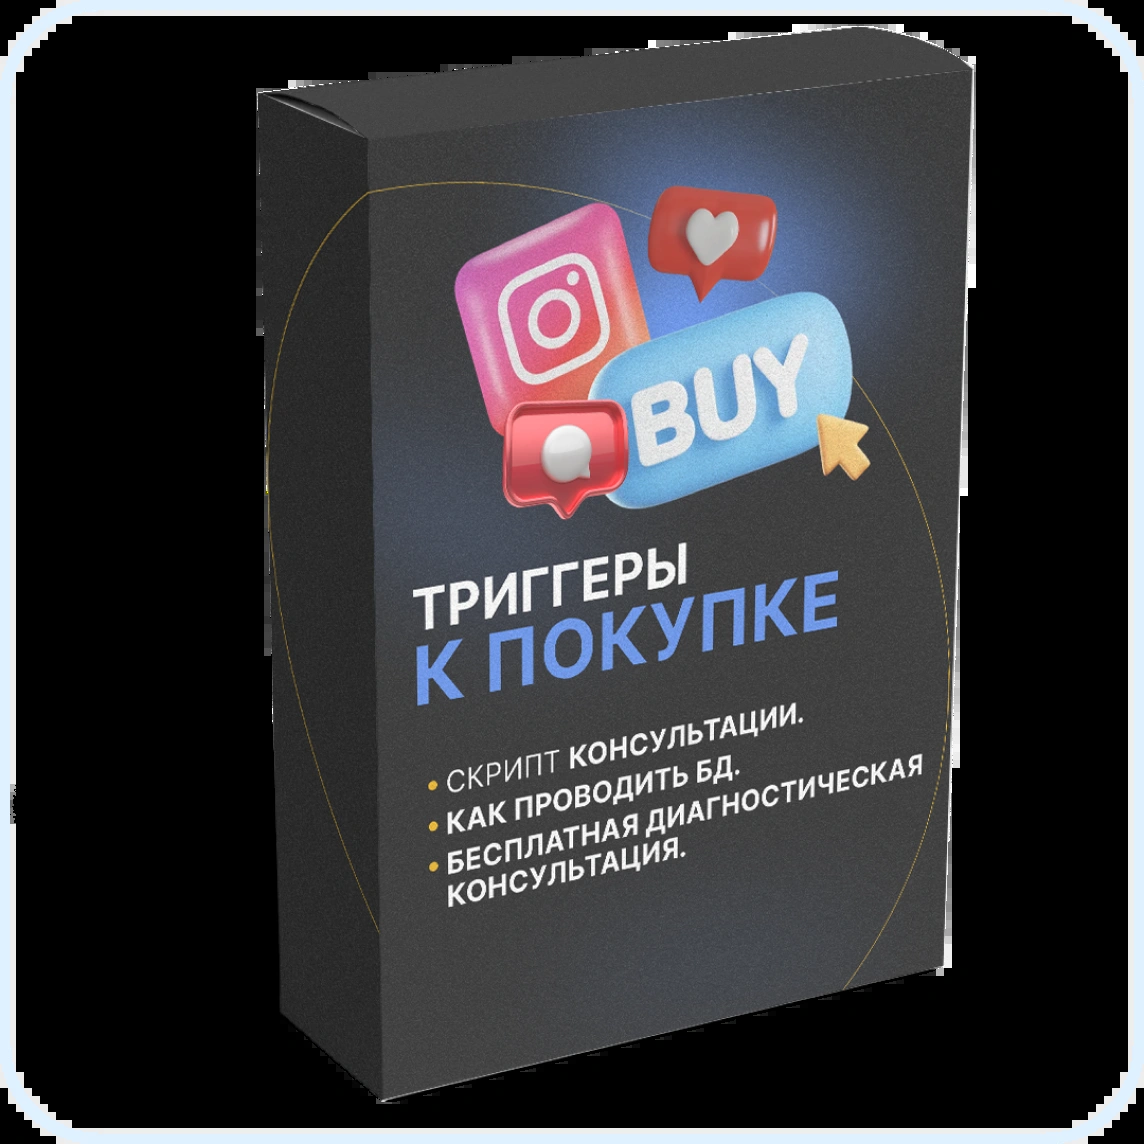 BUY
ТРИГГЕРЫ
К ПОКУПКЕ
• СКРИПТ КОНСУЛЬТАЦИИ.
• КАК ПРОВОДИТЬ БД.
• БЕСПЛАТНАЯ ДИАГНОСТИЧЕСКАЯ
КОНСУЛЬТАЦИЯ.